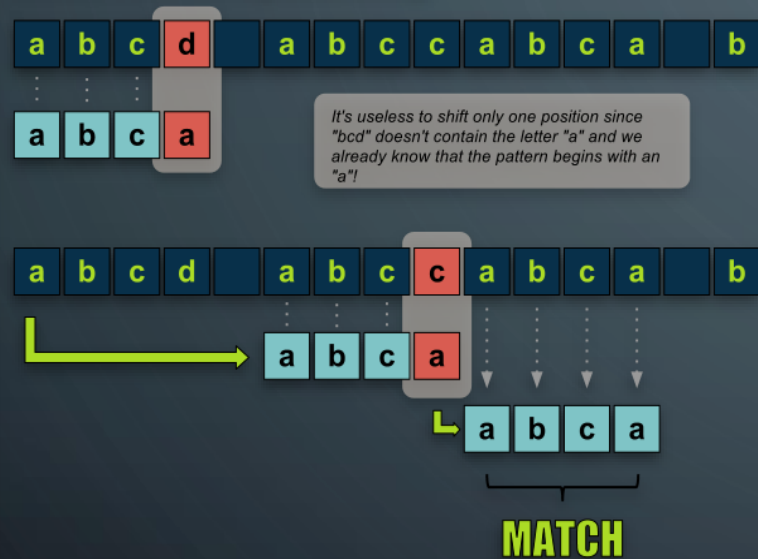 a b c d a b c c a b c a b
a b c a
It's useless to shift only one position since
"bcd" doesn't contain the letter "a" and we
already know that the pattern begins with an
"a"!
a b c d a b c c a b c a b
a b c a
a b c a
MATCH